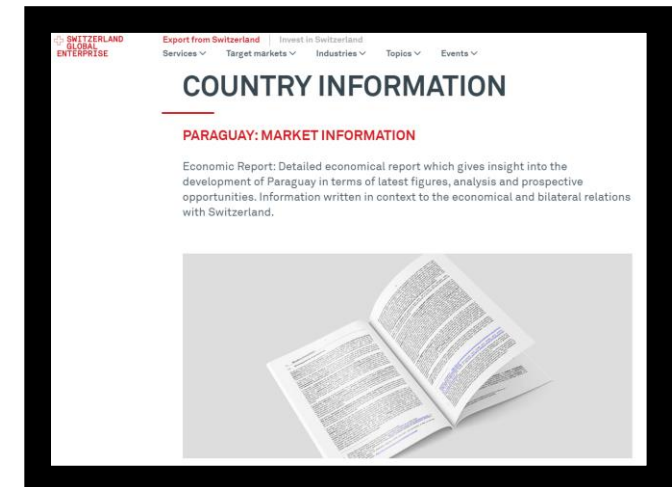 SWITZERLAND
GLOBAL
ENTERPRISE
Export from Switzerland Invest in Switzerland
Services Target markets Industries Topics Events
COUNTRY INFORMATION
PARAGUAY: MARKET INFORMATION
Economic Report: Detailed economical report which gives insight into the
development of Paraguay in terms of latest figures, analysis and prospective
opportunities. Information written in context to the economical and bilateral relations
with Switzerland.